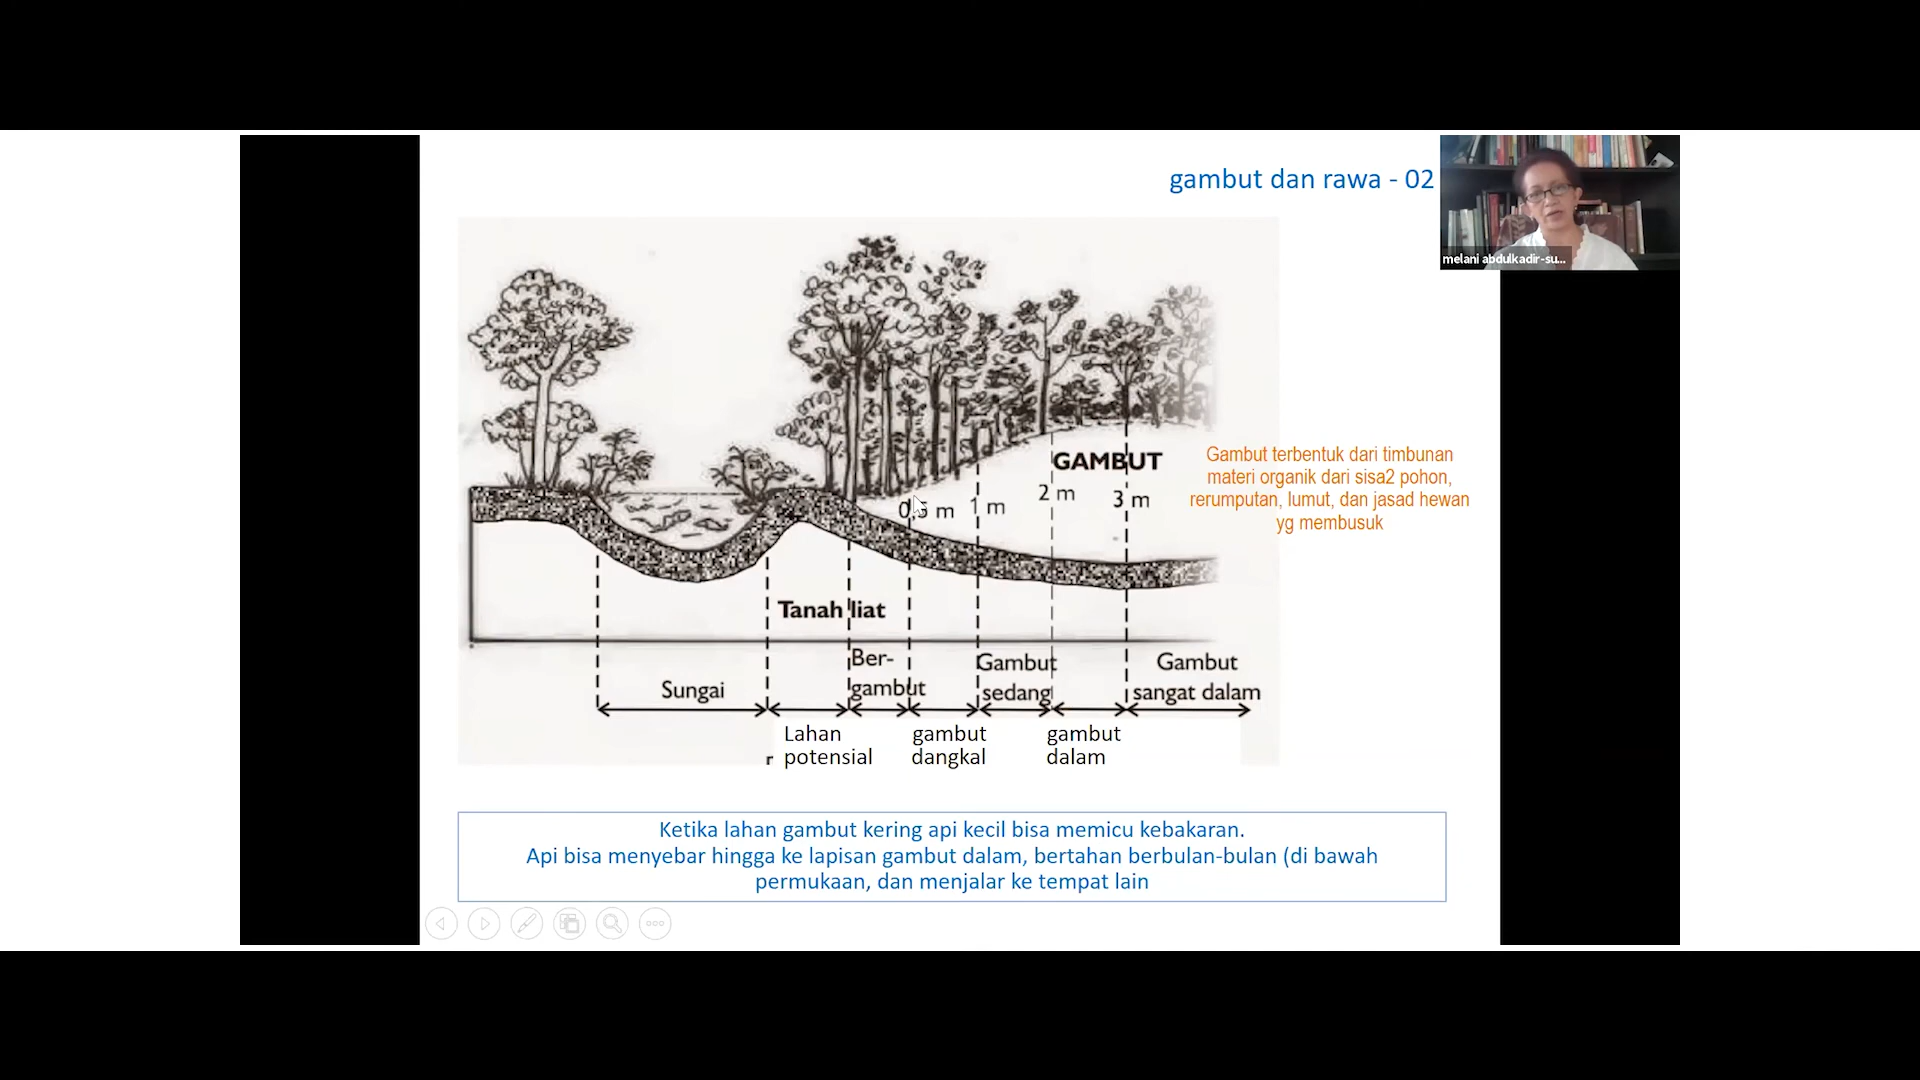 gambut dan rawa - 02
melani abdulkadir-su...
GAMBUT
0,5 m
1 m
2 m
3 m
Gambut terbentuk dari timbunan
materi organik dari sisa2 pohon,
rerumputan, lumut, dan jasad hewan
yg membusuk
Tanah liat
Sungai
Ber-
gambut
Gambut
sedang
Gambut
sangat dalam
r
Lahan
potensial
gambut
dangkal
gambut
dalam
Ketika lahan gambut kering api kecil bisa memicu kebakaran.
Api bisa menyebar hingga ke lapisan gambut dalam, bertahan berbulan-bulan (di bawah
permukaan, dan menjalar ke tempat lain